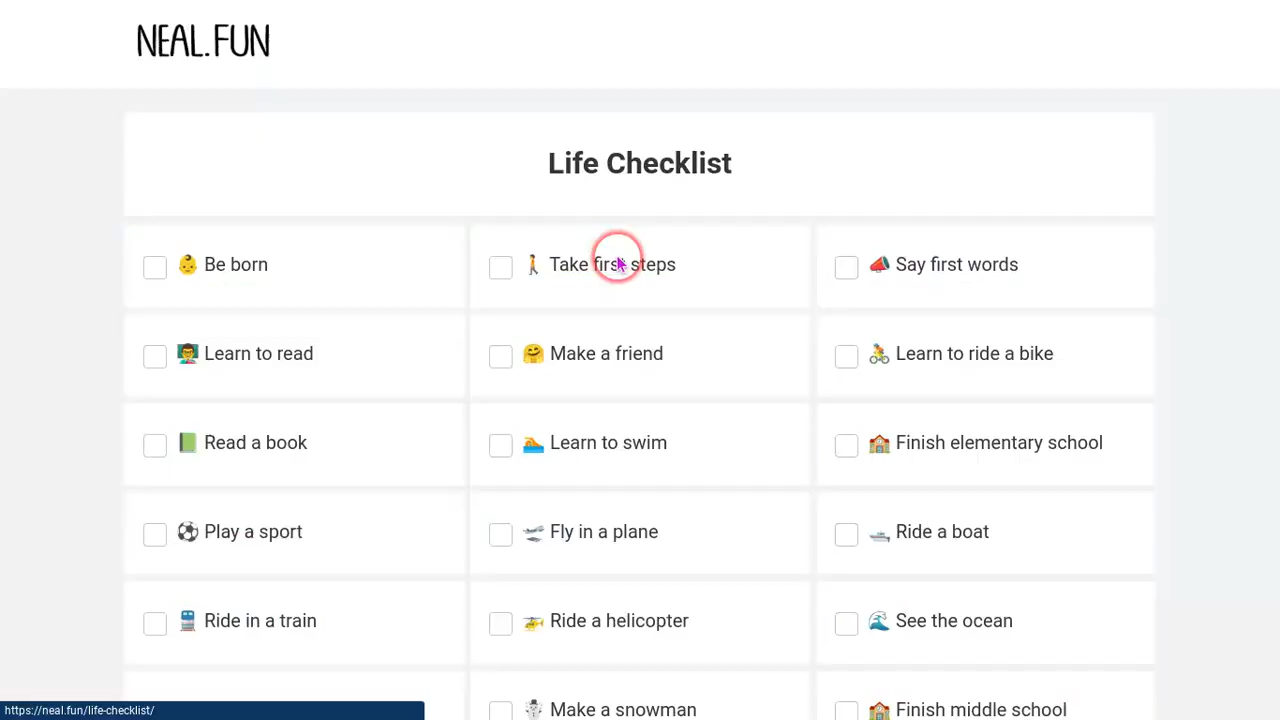 NEAL.FUN
Life Checklist
Be born
Take first steps
Say first words
Learn to read
Make a friend
Learn to ride a bike
Read a book
Learn to swim
Finish elementary school
Play a sport
Fly in a plane
Ride a boat
Ride in a train
Ride a helicopter
See the ocean
Make a snowman
Finish middle school
https://neal.fun/life-checklist/